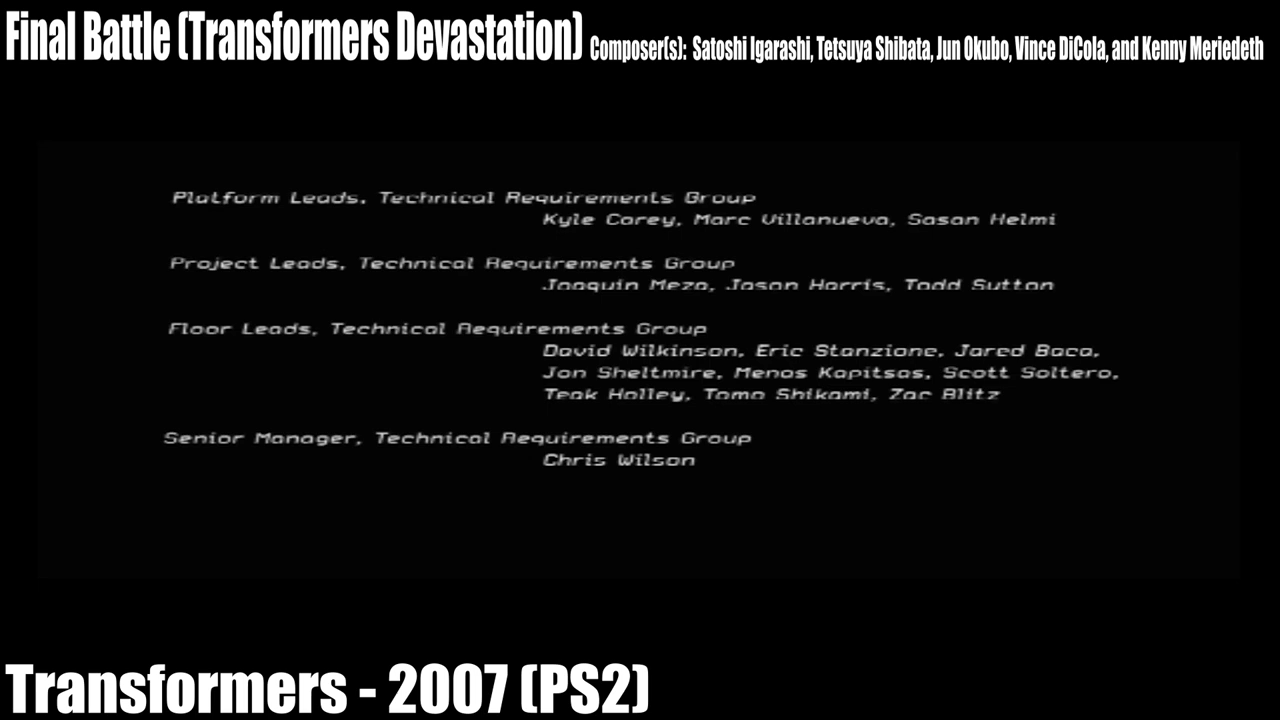 Final Battle (Transformers Devastation) Composer(s): Satoshi Igarashi, Tetsuya Shibata, Jun Okubo, Vince DiCola, and Kenny Meriedeth
Platform Leads, Technical Requirements Group
Kyle Carey, Marc Villanueva, Sasan Helmi
Project Leads, Technical Requirements Group
Joaquin Meza, Jason Harris, Todd Sutton
Floor Leads, Technical Requirements Group
David Wilkinson, Eric Stanzione, Jared Baca,
Jon Sheltmire, Menas Kapitsas, Scott Soltero,
Teak Holley, Tomo Shikami, Zac Blitz
Senior Manager, Technical Requirements Group
Chris Wilson
Transformers - 2007 (PS2)